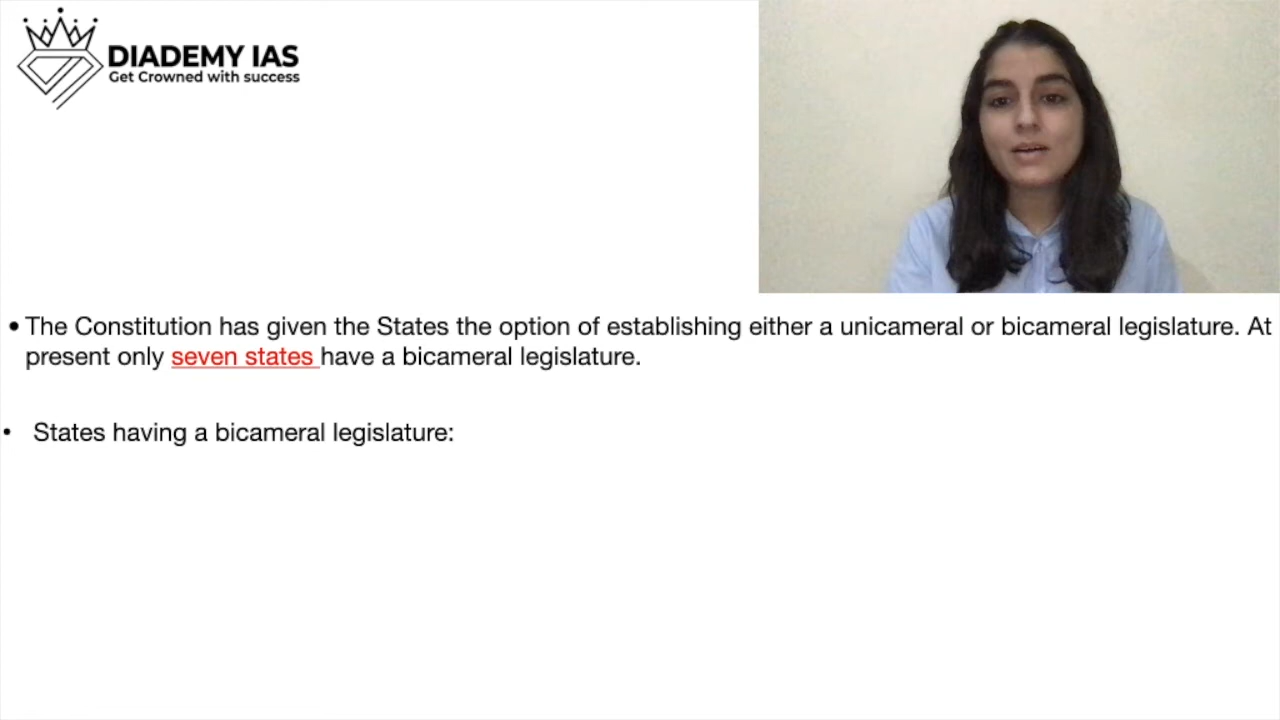 DIADEMY IAS
Get Crowned with success
• The Constitution has given the States the option of establishing either a unicameral or bicameral legislature. At
present only seven states have a bicameral legislature.
• States having a bicameral legislature: